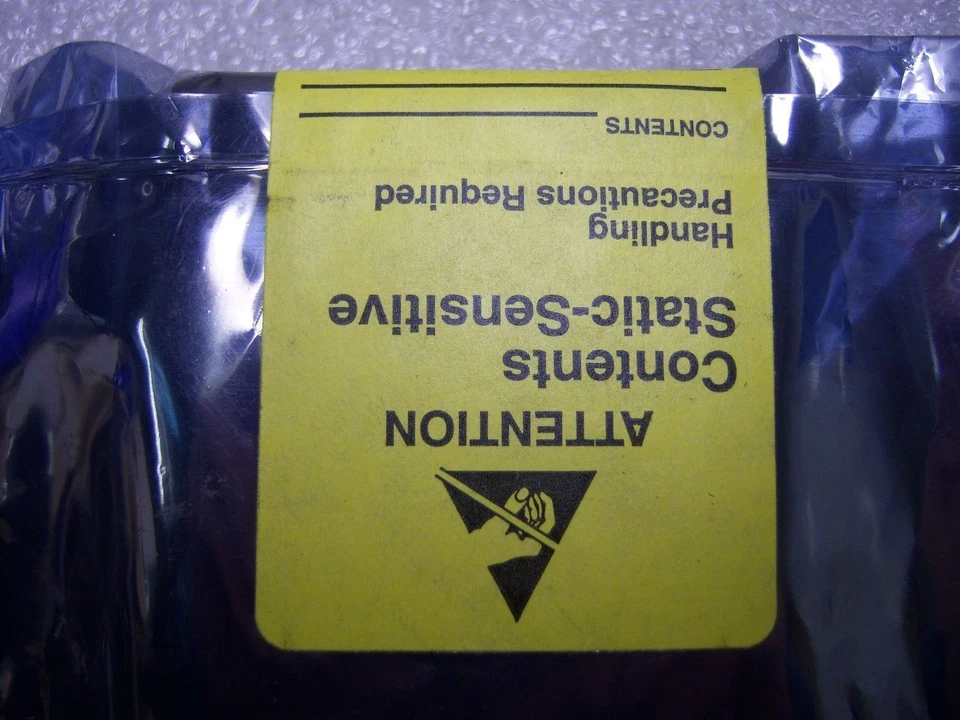 ATTENTION
Contents
Static-Sensitive
Handling
Precautions Required
CONTENTS